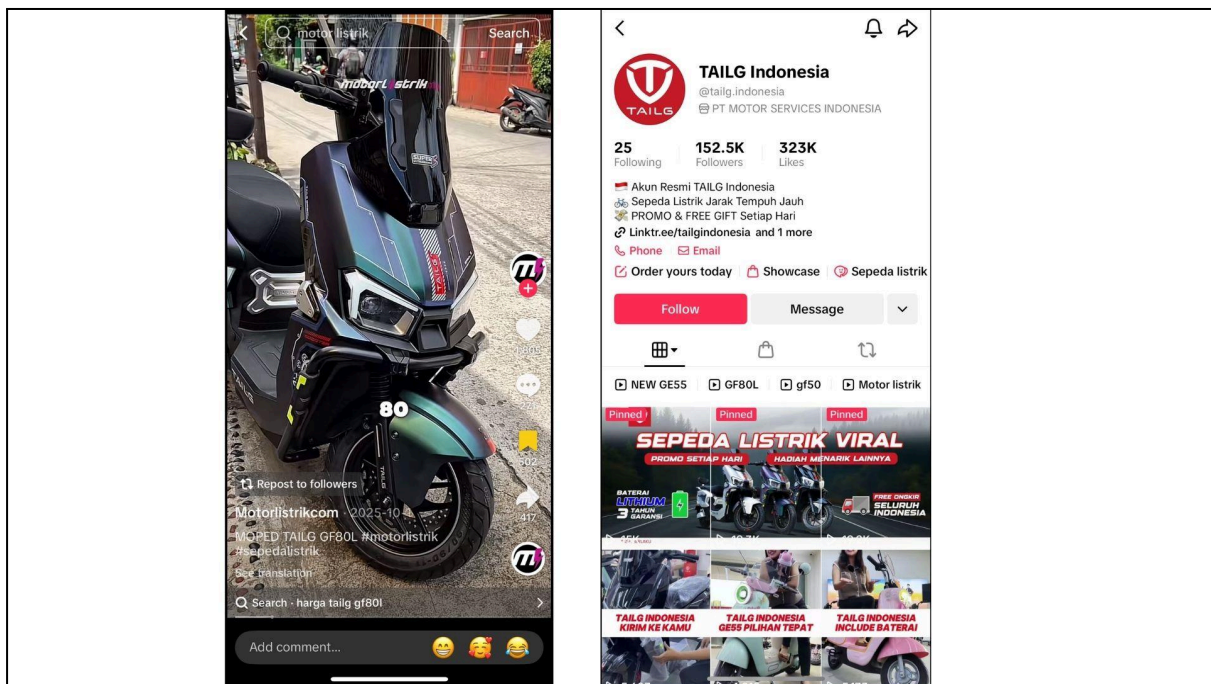 motor listrik
Search
motorlistrik
SUPER
TAILG
TAILG
80
TAILG
602
417
Repost to followers
Motorlistrikcom · 2025-10-
MOPED TAILG GF80L #motorlistrik
#sepedalistrik
See translation
Search · harga tailg gf80l
Add comment...
TAILG
TAILG Indonesia
@tailg.indonesia
PT MOTOR SERVICES INDONESIA
25 152.5K 323K
Following Followers Likes
🇮🇩 Akun Resmi TAILG Indonesia
🚲 Sepeda Listrik Jarak Tempuh Jauh
💸 PROMO & FREE GIFT Setiap Hari
Linktr.ee/tailgindonesia and 1 more
Phone Email
Order yours today Showcase Sepeda listrik
Follow Message
NEW GE55 GF80L gf50 Motor listrik
Pinned Pinned Pinned
SEPEDA LISTRIK VIRAL
PROMO SETIAP HARI HADIAH MENARIK LAINNYA
BATERAI
LITHIUM
3 TAHUN
GARANSI
FREE ONGKIR
SELURUH
INDONESIA
TAILG INDONESIA
KIRIM KE KAMU
TAILG INDONESIA
GE55 PILIHAN TEPAT
TAILG INDONESIA
INCLUDE BATERAI